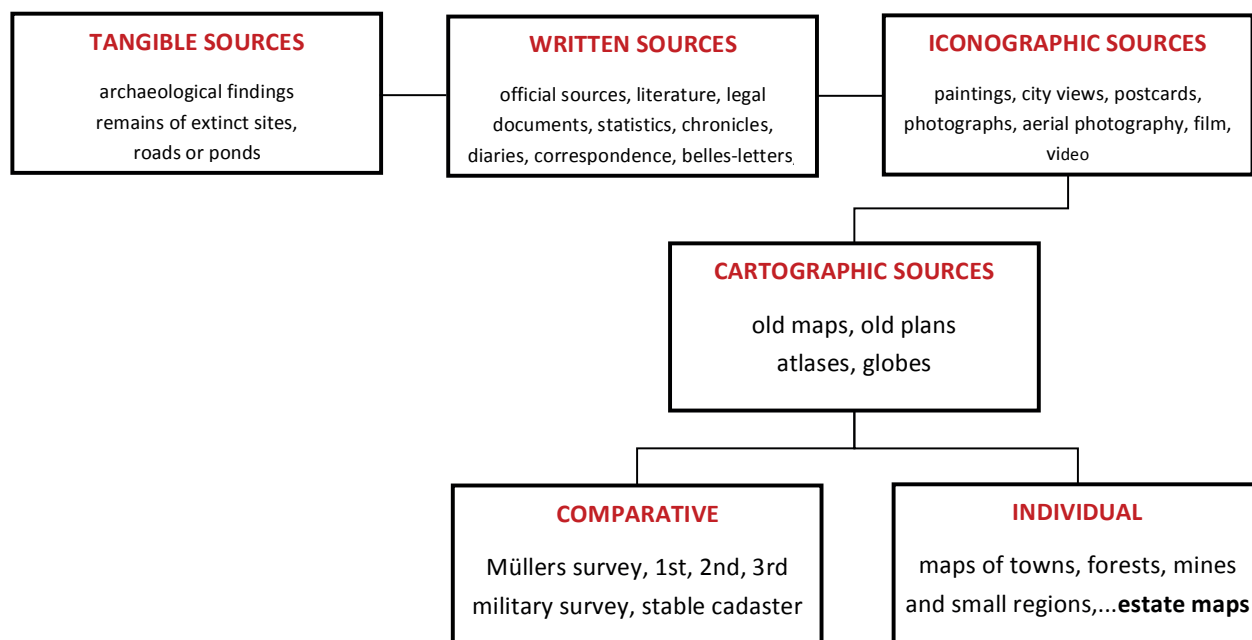 TANGIBLE SOURCES
archaeological findings
remains of extinct sites,
roads or ponds
WRITTEN SOURCES
official sources, literature, legal
documents, statistics, chronicles,
diaries, correspondence, belles-letters,
ICONOGRAPHIC SOURCES
paintings, city views, postcards,
photographs, aerial photography, film,
video
CARTOGRAPHIC SOURCES
old maps, old plans
atlases, globes
COMPARATIVE
Müllers survey, 1st, 2nd, 3rd
military survey, stable cadaster
INDIVIDUAL
maps of towns, forests, mines
and small regions,...estate maps